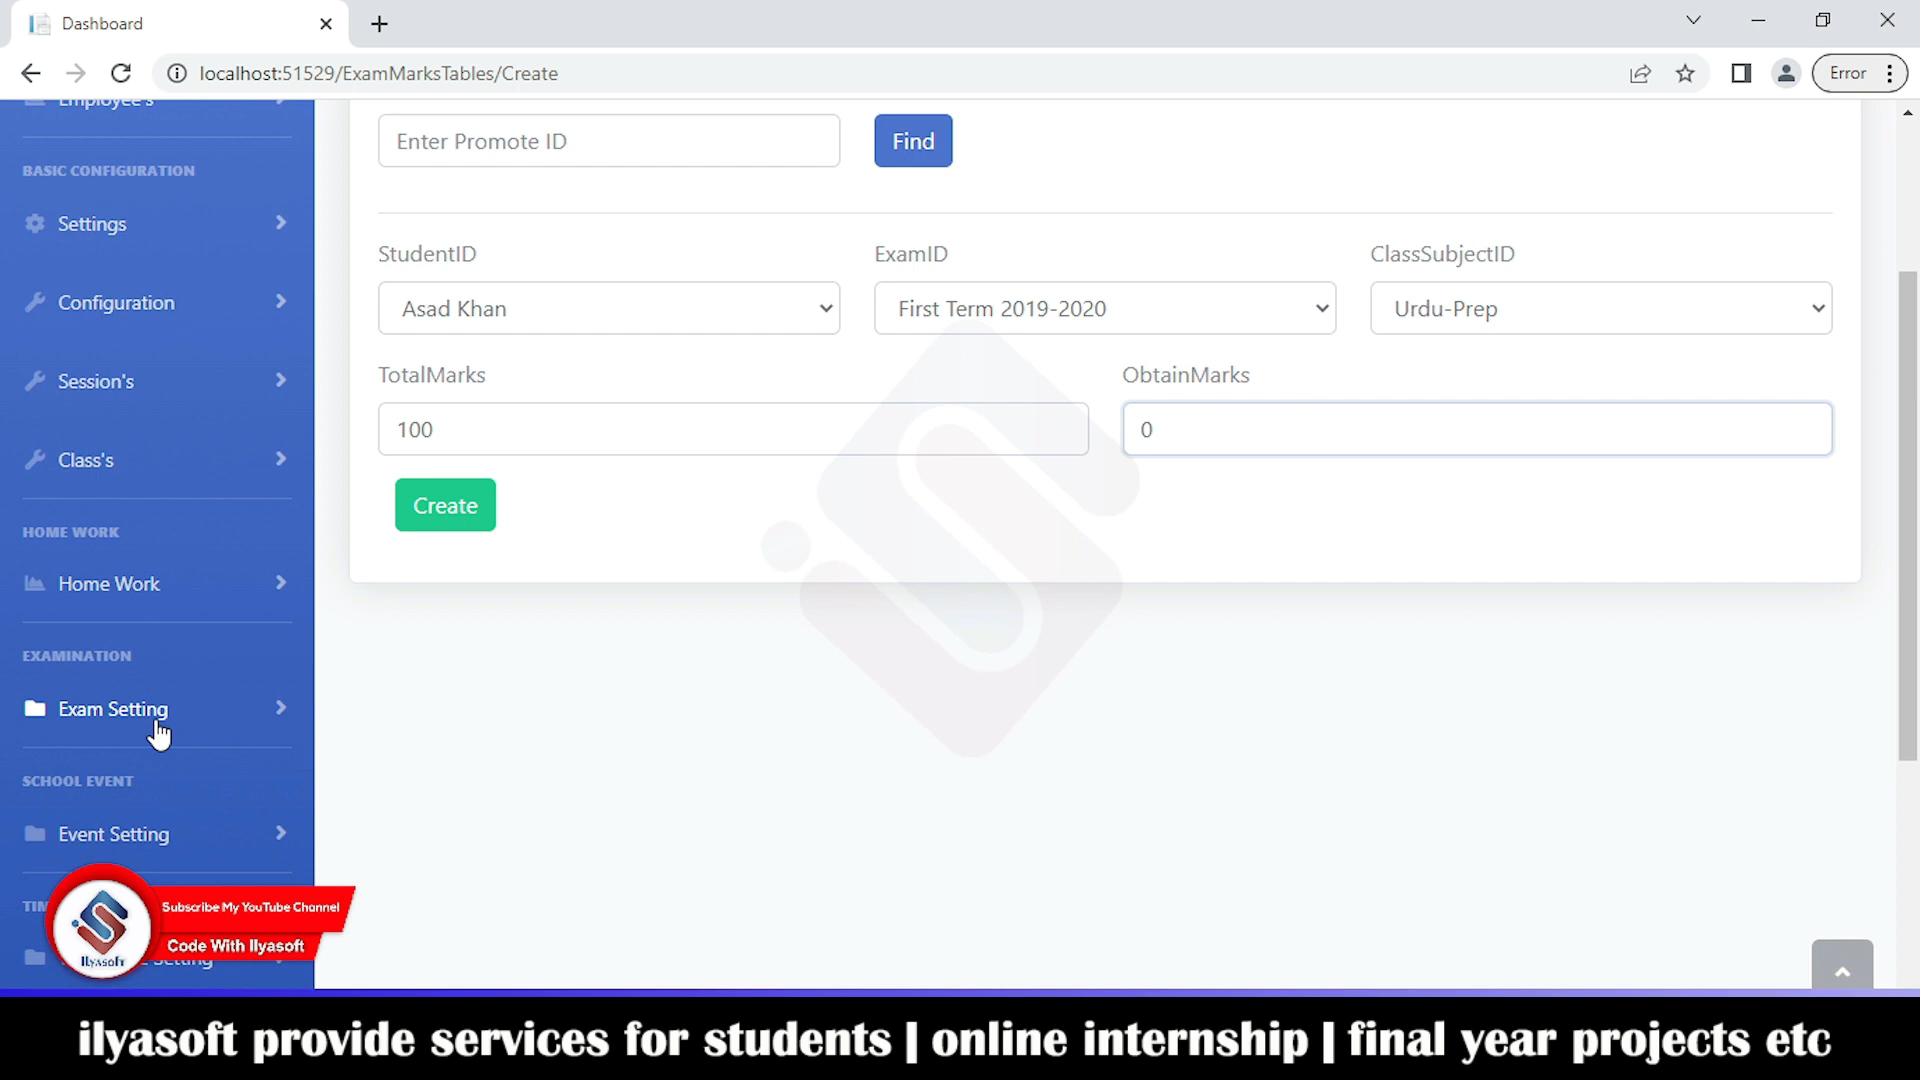 Dashboard
localhost:51529/ExamMarksTables/Create
Error
Employee's
BASIC CONFIGURATION
Settings
Configuration
Session's
Class's
HOME WORK
Home Work
EXAMINATION
Exam Setting
SCHOOL EVENT
Event Setting
Setting
Enter Promote ID
Find
StudentID
ExamID
ClassSubjectID
Asad Khan
First Term 2019-2020
Urdu-Prep
TotalMarks
ObtainMarks
100
0
Create
Subscribe My YouTube Channel
Code With Ilyasoft
Ilyasoft
ilyasoft provide services for students | online internship | final year projects etc